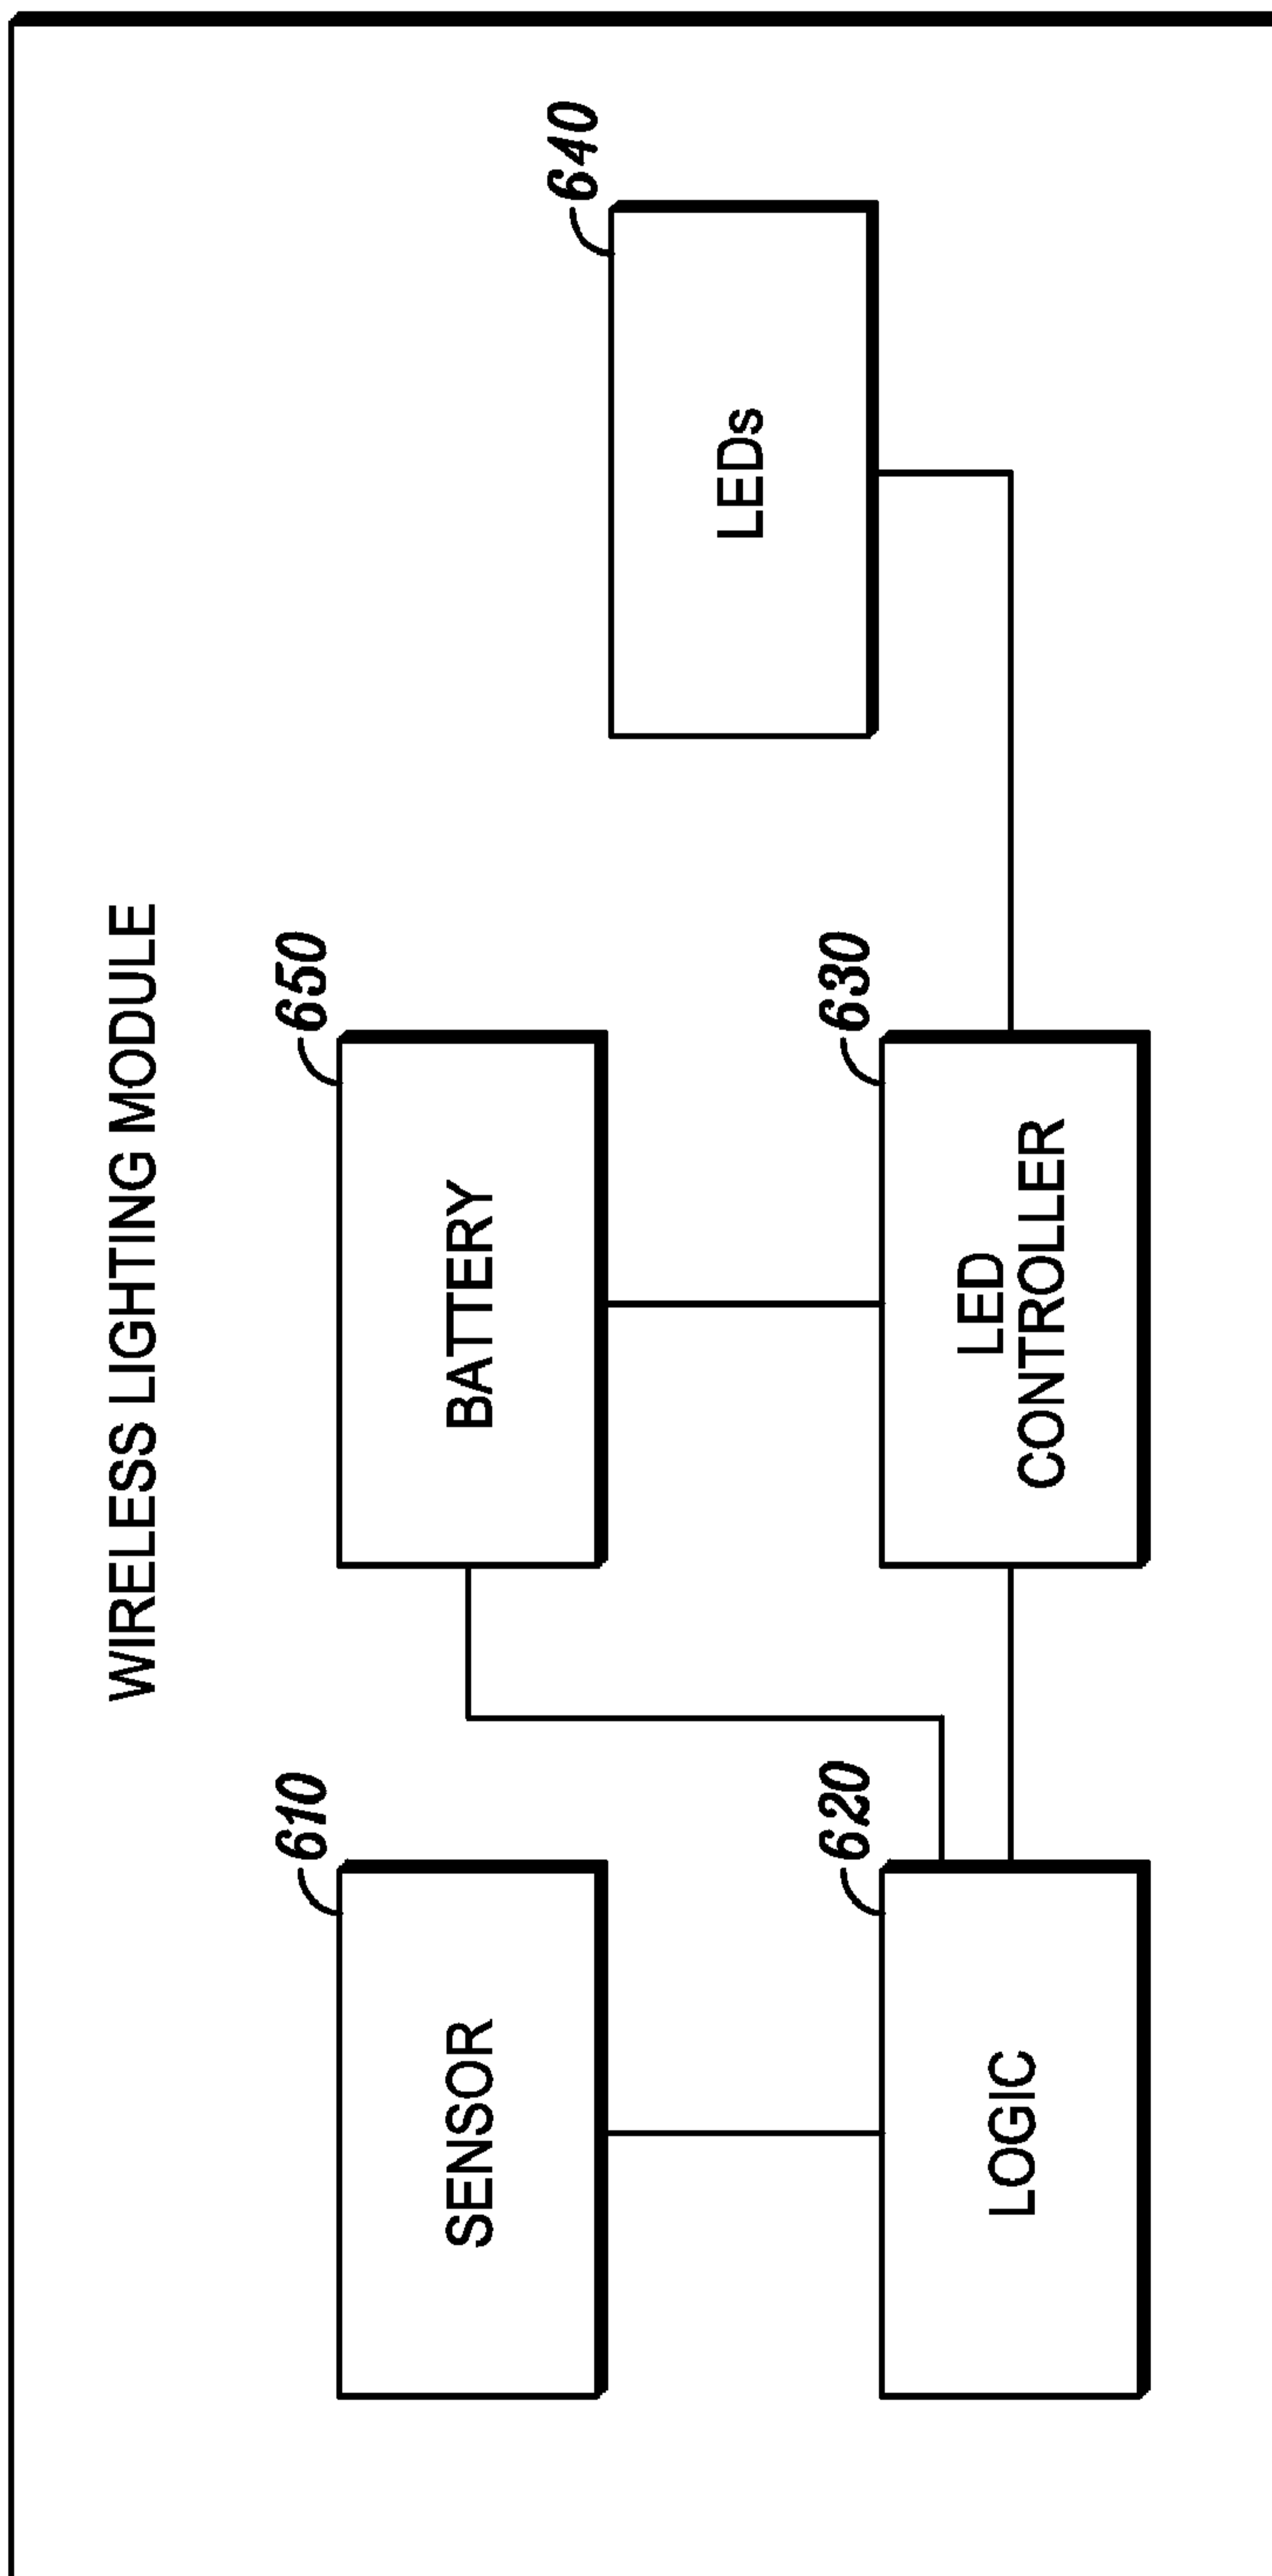 WIRELESS LIGHTING MODULE
610
SENSOR
650
BATTERY
640
LEDs
620
LOGIC
630
LED
CONTROLLER